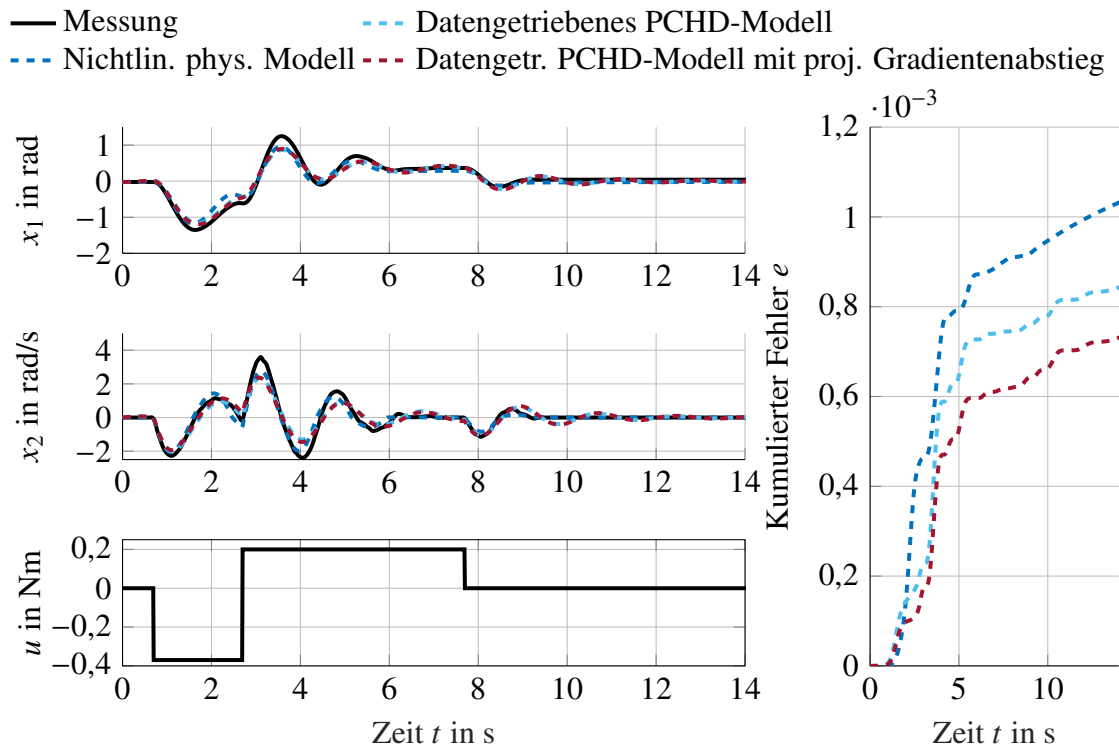 Messung
Datengetriebenes PCHD-Modell
Nichtlin. phys. Modell
Datengetr. PCHD-Modell mit proj. Gradientenabstieg
x₁ in rad
1
0
−1
−2
0 2 4 6 8 10 12 14
x₂ in rad/s
4
2
0
−2
0 2 4 6 8 10 12 14
u in Nm
0,2
0
−0,2
−0,4
0 2 4 6 8 10 12 14
Zeit t in s
Kumulierter Fehler e
·10⁻³
1,2
1
0,8
0,6
0,4
0,2
0
0 5 10
Zeit t in s